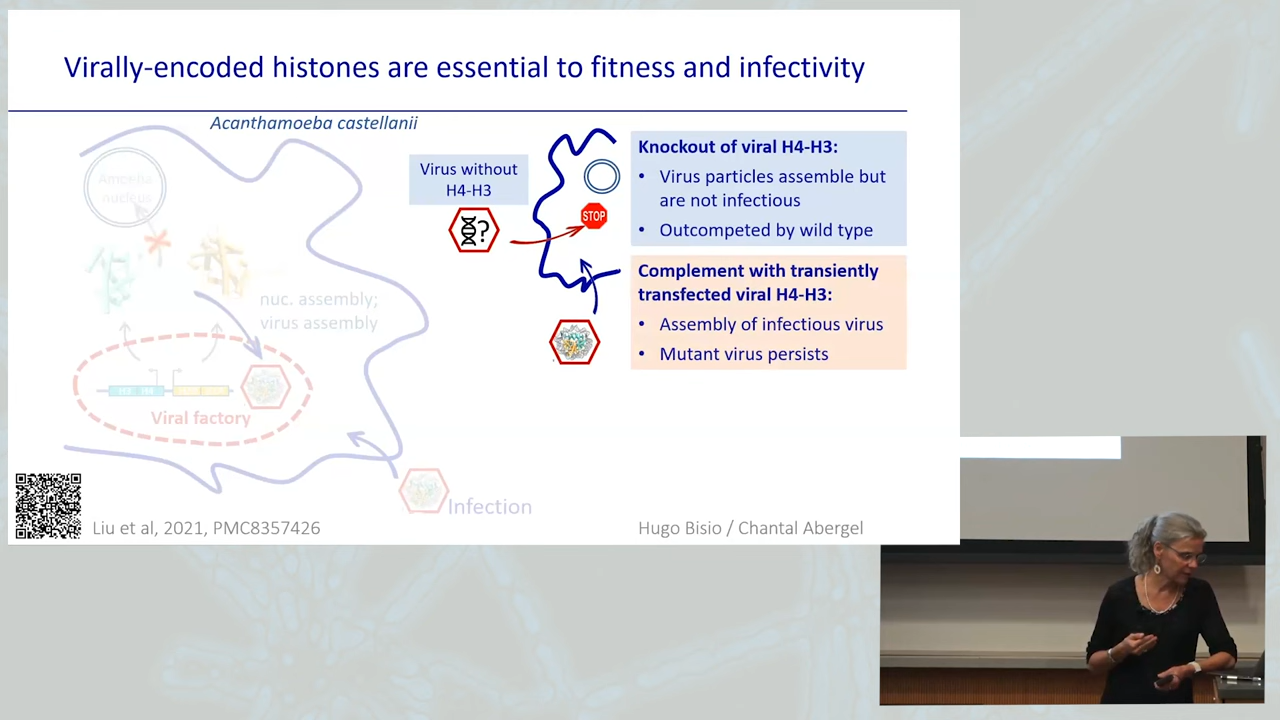 Virally-encoded histones are essential to fitness and infectivity
Acanthamoeba castellanii
Amoeba
nucleus
nuc. assembly;
virus assembly
Viral factory
Infection
Virus without
H4-H3
?
STOP
Knockout of viral H4-H3:
• Virus particles assemble but
are not infectious
• Outcompeted by wild type
Complement with transiently
transfected viral H4-H3:
• Assembly of infectious virus
• Mutant virus persists
Liu et al, 2021, PMC8357426
Hugo Bisio / Chantal Abergel